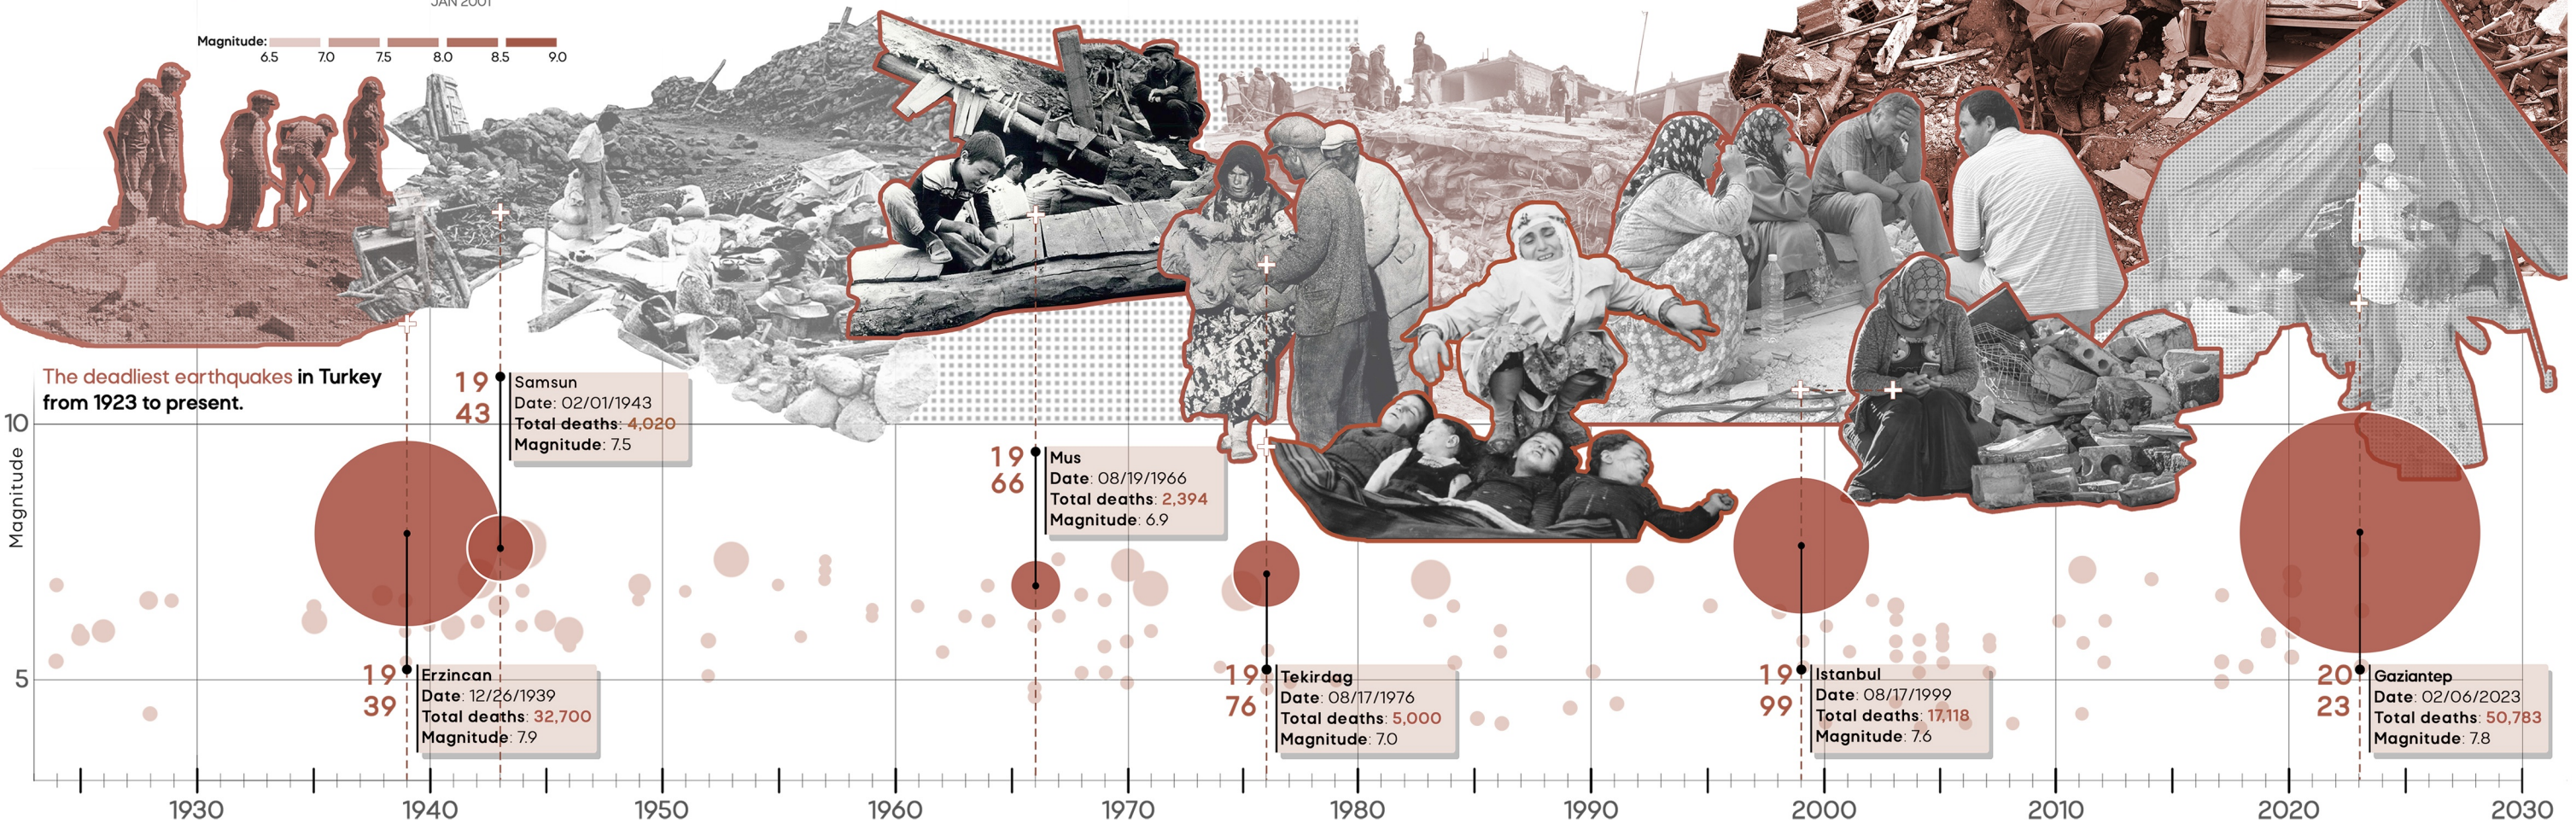 JAN 2001
Magnitude:
6.5 7.0 7.5 8.0 8.5 9.0
The deadliest earthquakes in Turkey
from 1923 to present.
19
43
Samsun
Date: 02/01/1943
Total deaths: 4,020
Magnitude: 7.5
10
19
66
Mus
Date: 08/19/1966
Total deaths: 2,394
Magnitude: 6.9
Magnitude
5
19
39
Erzincan
Date: 12/26/1939
Total deaths: 32,700
Magnitude: 7.9
19
76
Tekirdag
Date: 08/17/1976
Total deaths: 5,000
Magnitude: 7.0
19
99
Istanbul
Date: 08/17/1999
Total deaths: 17,118
Magnitude: 7.6
20
23
Gaziantep
Date: 02/06/2023
Total deaths: 50,783
Magnitude: 7.8
1930 1940 1950 1960 1970 1980 1990 2000 2010 2020 2030